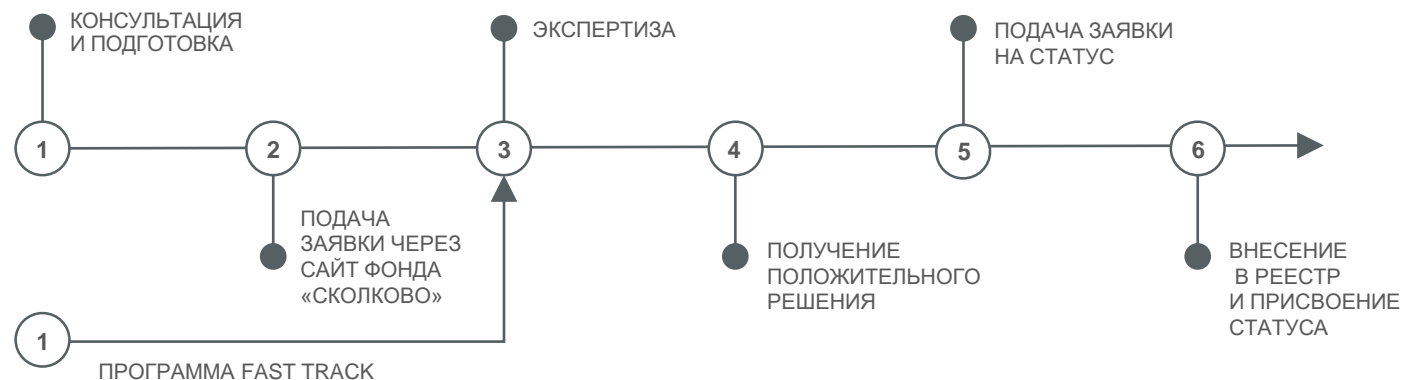 КОНСУЛЬТАЦИЯ
И ПОДГОТОВКА
ЭКСПЕРТИЗА
ПОДАЧА ЗАЯВКИ
НА СТАТУС
1
2
3
4
5
6
ПОДАЧА
ЗАЯВКИ ЧЕРЕЗ
САЙТ ФОНДА
«СКОЛКОВО»
ПОЛУЧЕНИЕ
ПОЛОЖИТЕЛЬНОГО
РЕШЕНИЯ
ВНЕСЕНИЕ
В РЕЕСТР
И ПРИСВОЕНИЕ
СТАТУСА
1
ПРОГРАММА FAST TRACK